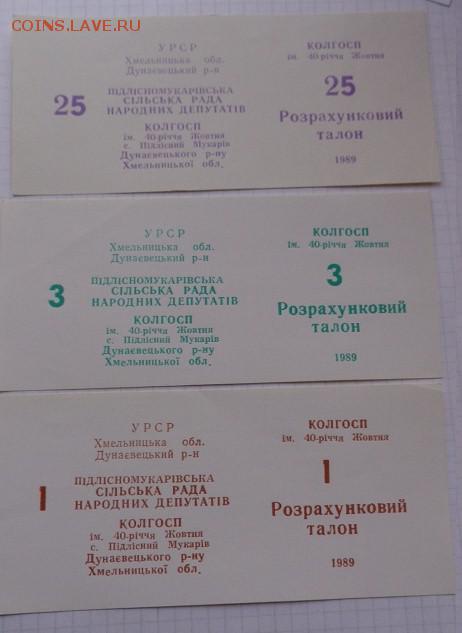 COINS.LAVE.RU
УРСР
Хмельницька обл.
Дунаєвецький р-н
25
ПІДЛІСНОМУКАРІВСЬКА
СІЛЬСЬКА РАДА
НАРОДНИХ ДЕПУТАТІВ
КОЛГОСП
ім. 40-річчя Жовтня
с. Підлісний Мукарів
Дунаєвецького р-ну
Хмельницької обл.
КОЛГОСП
ім. 40-річчя Жовтня
25
Розрахунковий
талон
1989
УРСР
Хмельницька обл.
Дунаєвецький р-н
3
ПІДЛІСНОМУКАРІВСЬКА
СІЛЬСЬКА РАДА
НАРОДНИХ ДЕПУТАТІВ
КОЛГОСП
ім. 40-річчя Жовтня
с. Підлісний Мукарів
Дунаєвецького р-ну
Хмельницької обл.
КОЛГОСП
ім. 40-річчя Жовтня
3
Розрахунковий
талон
1989
УРСР
Хмельницька обл.
Дунаєвецький р-н
1
ПІДЛІСНОМУКАРІВСЬКА
СІЛЬСЬКА РАДА
НАРОДНИХ ДЕПУТАТІВ
КОЛГОСП
ім. 40-річчя Жовтня
с. Підлісний Мукарів
Дунаєвецького р-ну
Хмельницької обл.
КОЛГОСП
ім. 40-річчя Жовтня
1
Розрахунковий
талон
1989